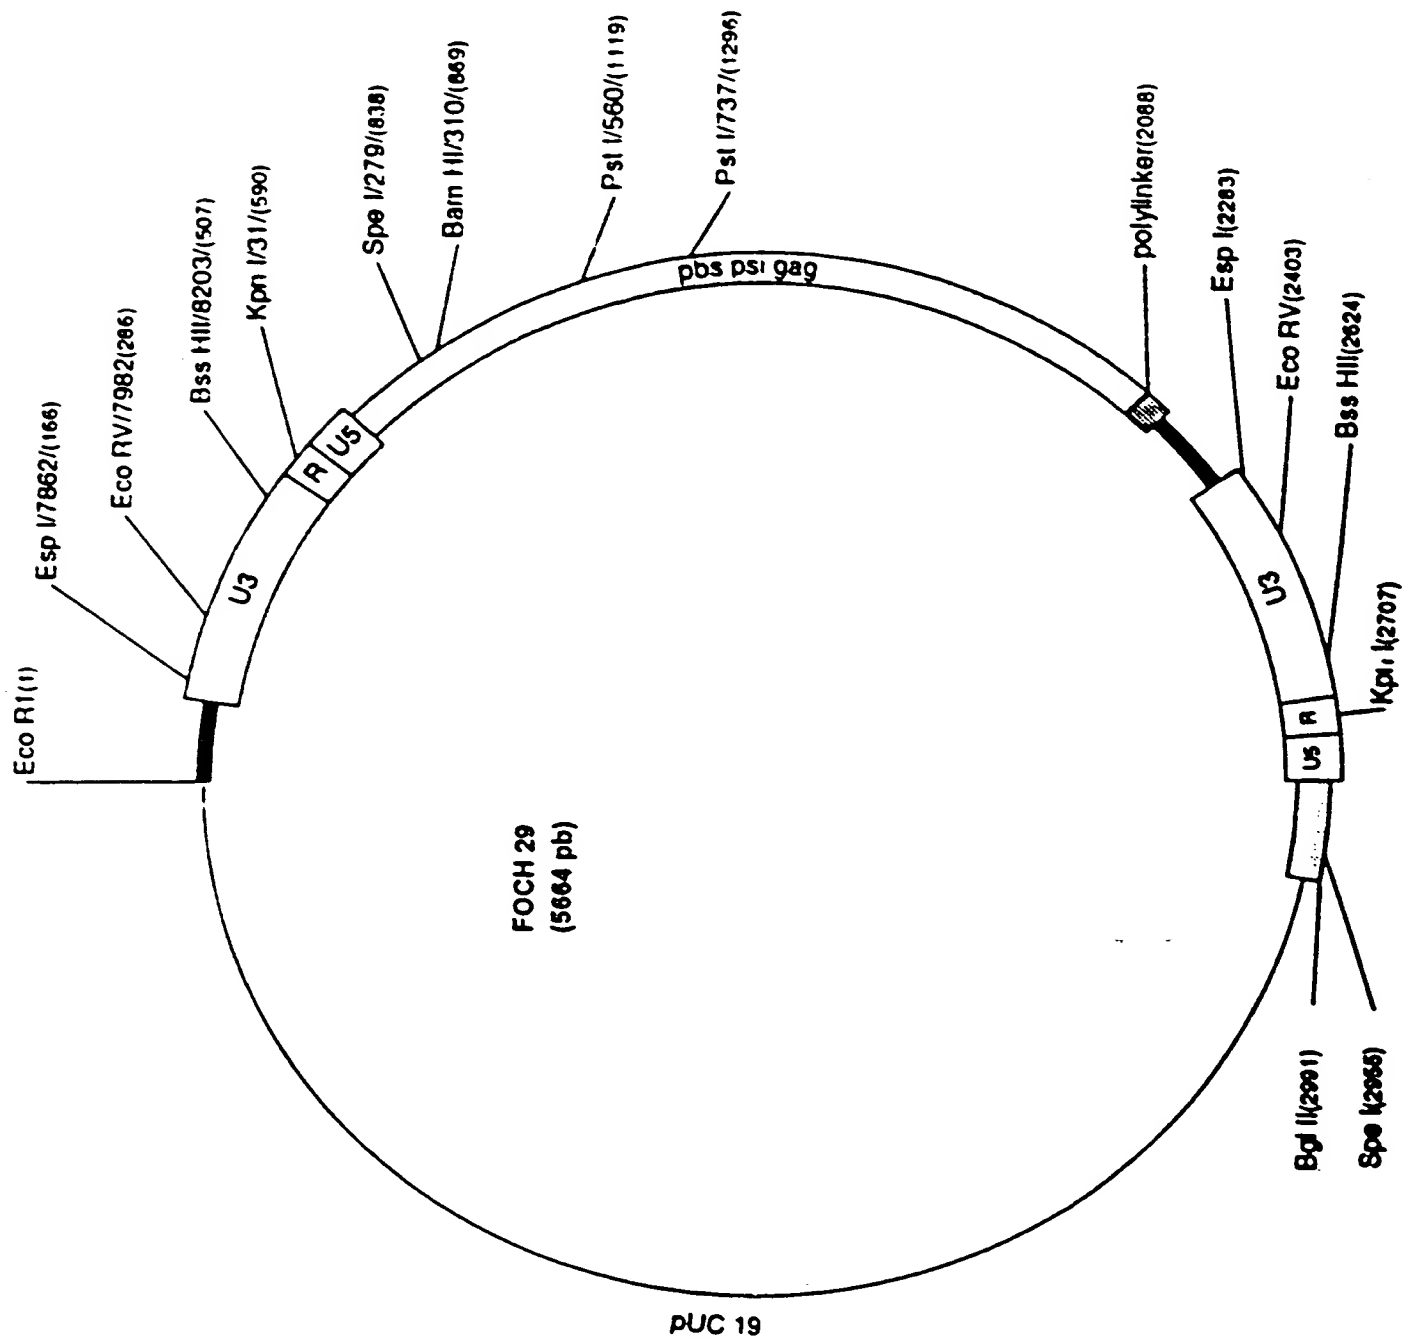 Eco R1(1)
Esp I/7862/(166)
Eco RV/7982(286)
Bss HII/8203/(507)
Kpn I/31/(590)
Spe I/279/(838)
Bam HI/310/(869)
Pst I/560/(1119)
Pst I/737/(1296)
polylinker(2088)
Esp I(2283)
Eco RV(2403)
Bss HII(2624)
Kpn I(2707)
Spe I(2955)
Bgl II(2991)
U3
R
U5
pbs psi gag
U3
R
U5
FOCH 29
(5664 pb)
pUC 19